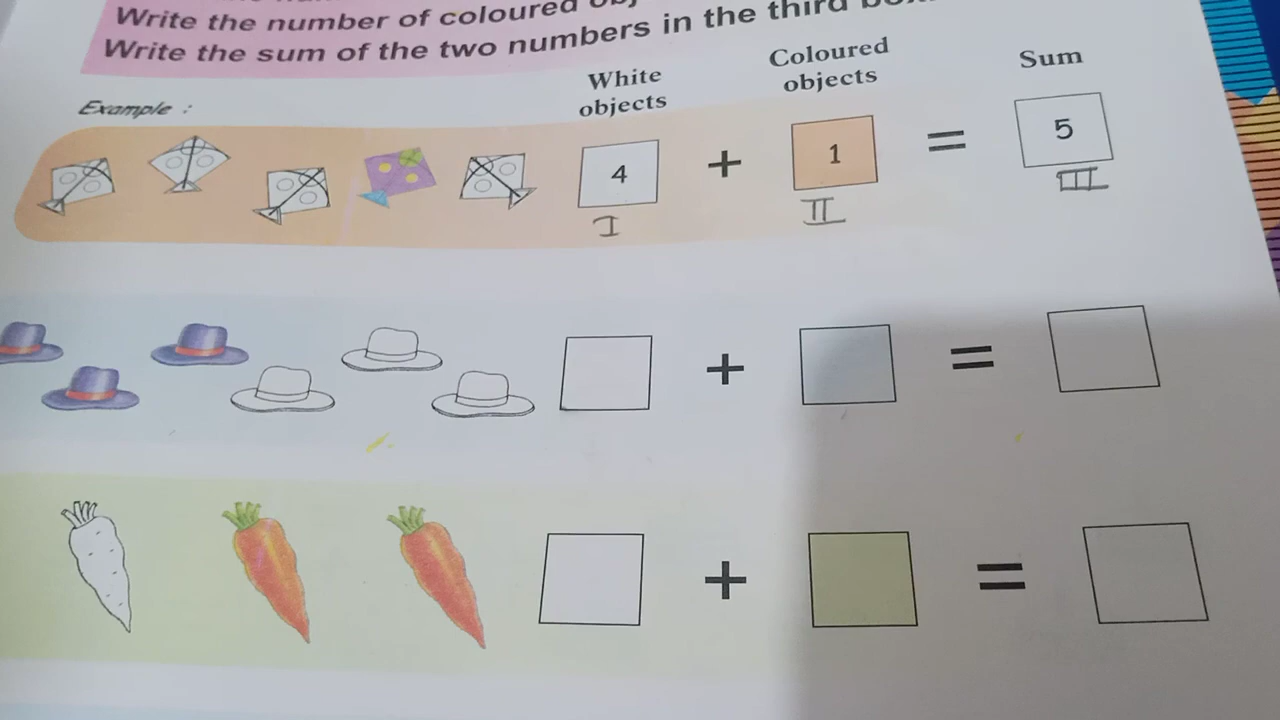 Write the number of coloured
Write the sum of the two numbers in the third
Example :
White objects
Coloured objects
Sum
4 + 1 = 5
I II III
+ =
+ =